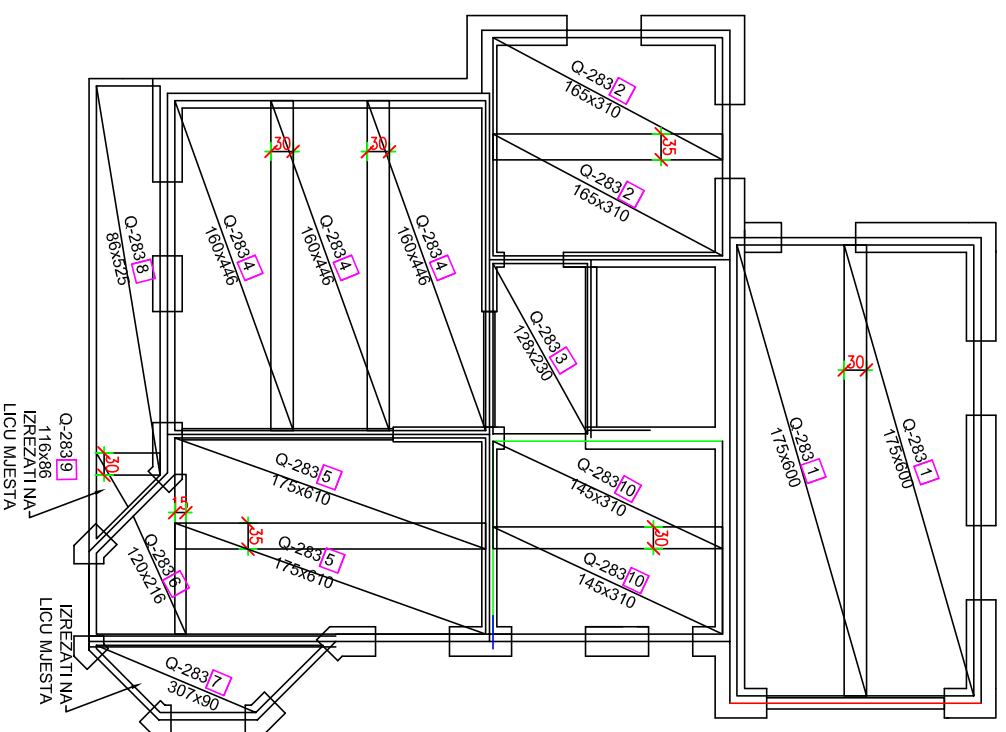 Q-283 2
165x310
35
Q-283 2
165x310
30
30
Q-283 4
160x446
Q-283 4
160x446
Q-283 4
160x446
Q-283 8
86x525
Q-283 3
128x230
30
Q-283 1
175x600
Q-283 1
175x600
Q-283 9
116x86
IZREZATI NA
LICU MJESTA
30
15
Q-283 5
175x610
35
Q-283 5
175x610
Q-283 10
145x310
30
Q-283 10
145x310
Q-283 6
120x216
IZREZATI NA
LICU MJESTA
Q-283 7
307x90